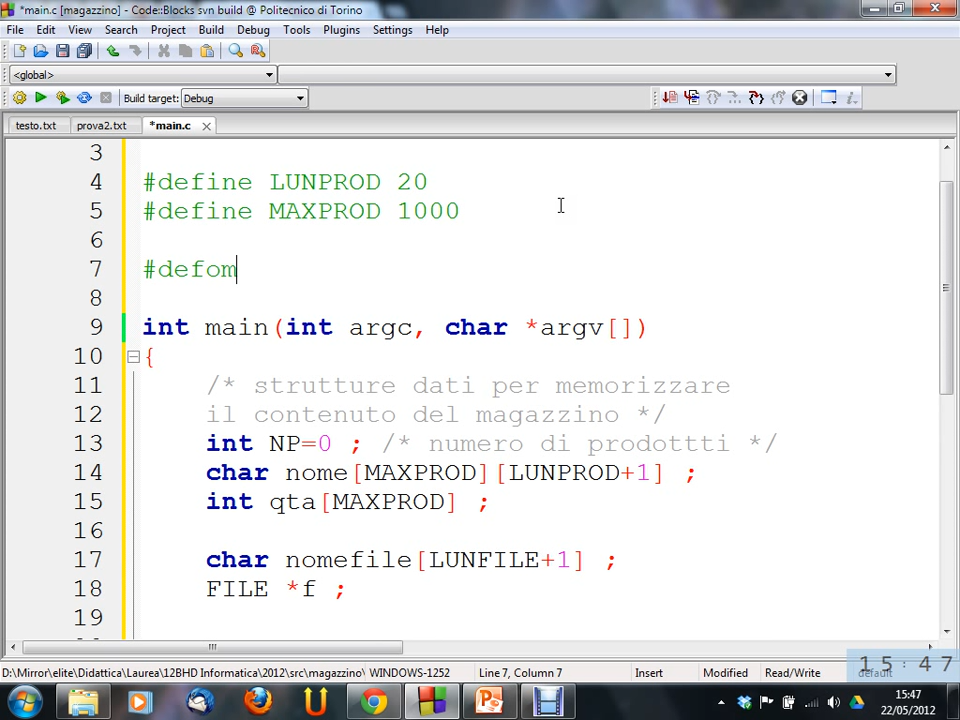 *main.c [magazzino] - Code::Blocks svn build @ Politecnico di Torino
File Edit View Search Project Build Debug Tools Plugins Settings Help
<global>
Build target: Debug
testo.txt prova2.txt *main.c
3
4 #define LUNPROD 20
5 #define MAXPROD 1000
6
7 #defom
8
9 int main(int argc, char *argv[])
10 {
11 /* strutture dati per memorizzare
12 il contenuto del magazzino */
13 int NP=0 ; /* numero di prodottti */
14 char nome[MAXPROD][LUNPROD+1] ;
15 int qta[MAXPROD] ;
16
17 char nomefile[LUNFILE+1] ;
18 FILE *f ;
19
D:\Mirror\elite\Didattica\Laurea\12BHD Informatica\2012\src\magazzino\ WINDOWS-1252 Line 7, Column 7 Insert Modified Read/Write default
15:47
15:47
22/05/2012